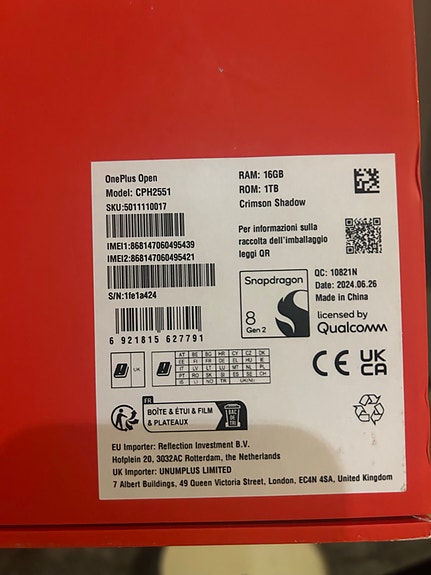 OnePlus Open
Model: CPH2551
SKU:5011110017
IMEI1:868147060495439
IMEI2:868147060495421
S/N:1fe1a424
6 921815 627791
RAM: 16GB
ROM: 1TB
Crimson Shadow
Per informazioni sulla
raccolta dell'imballaggio
leggi QR
Snapdragon
8
Gen 2
QC: 10821N
Date: 2024.06.26
Made in China
licensed by
Qualcomm
UK
AT BE BG HR CY CZ DK
EE FI FR DE EL HU IE
IT LV LT LU MT NL PL
PT RO SK SI ES SE CH
IS LI NO TR UK(NI)
CE
UK
CA
FR
BOÎTE & ÉTUI & FILM
& PLATEAUX
BAC
DE
TRI
EU Importer: Reflection Investment B.V.
Hofplein 20, 3032AC Rotterdam, the Netherlands
UK Importer: UNUMPLUS LIMITED
7 Albert Buildings, 49 Queen Victoria Street, London, EC4N 4SA, United Kingdom